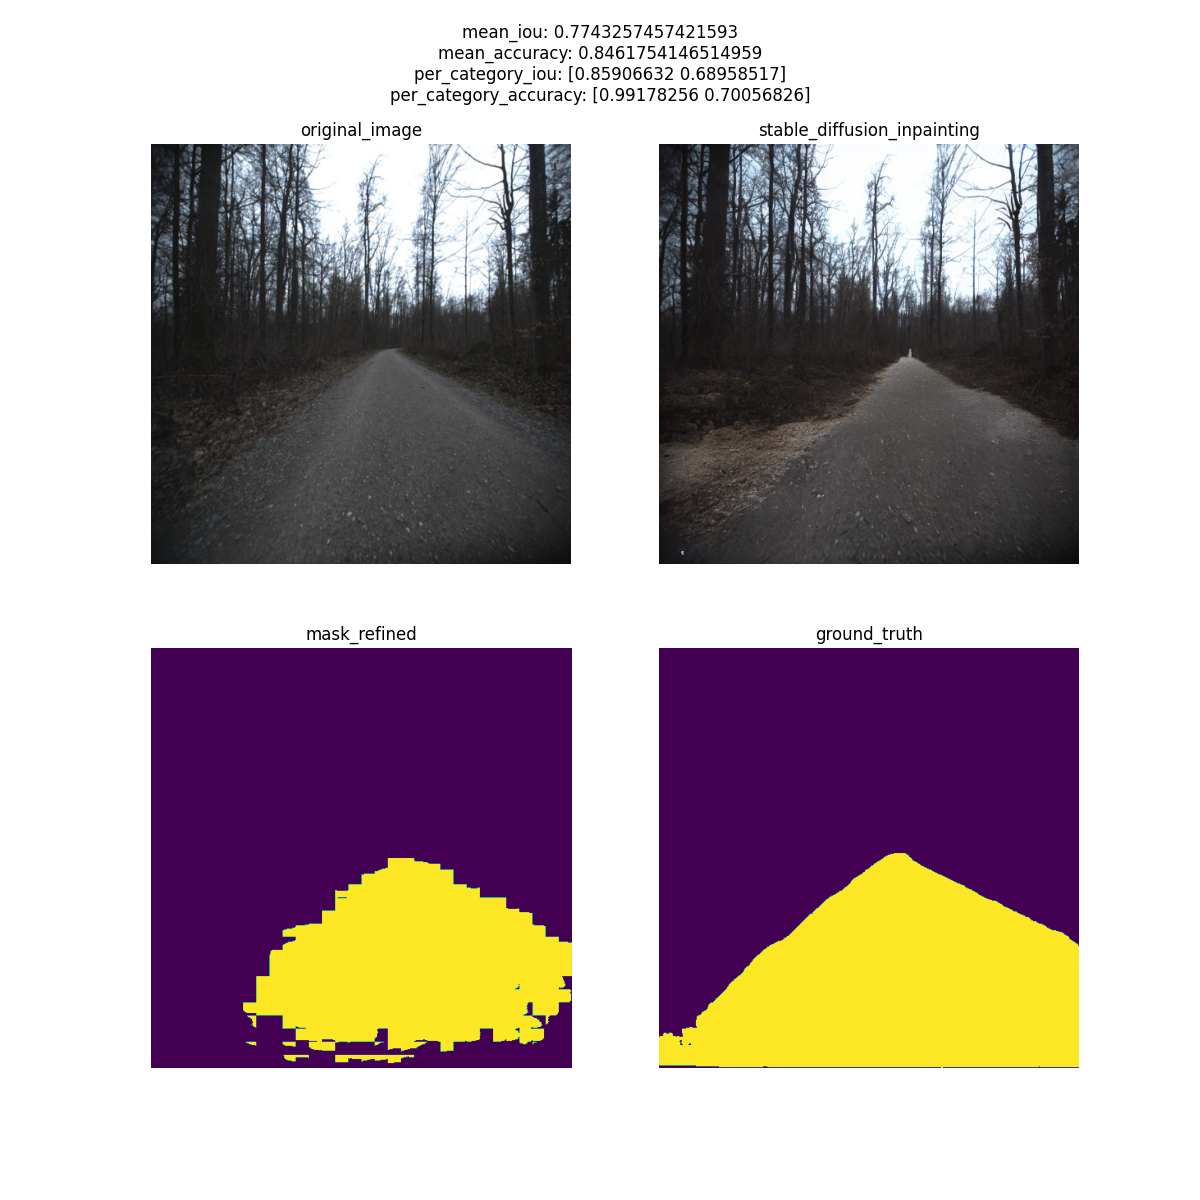 mean_iou: 0.7743257457421593
mean_accuracy: 0.8461754146514959
per_category_iou: [0.85906632 0.68958517]
per_category_accuracy: [0.99178256 0.70056826]
original_image
stable_diffusion_inpainting
mask_refined
ground_truth